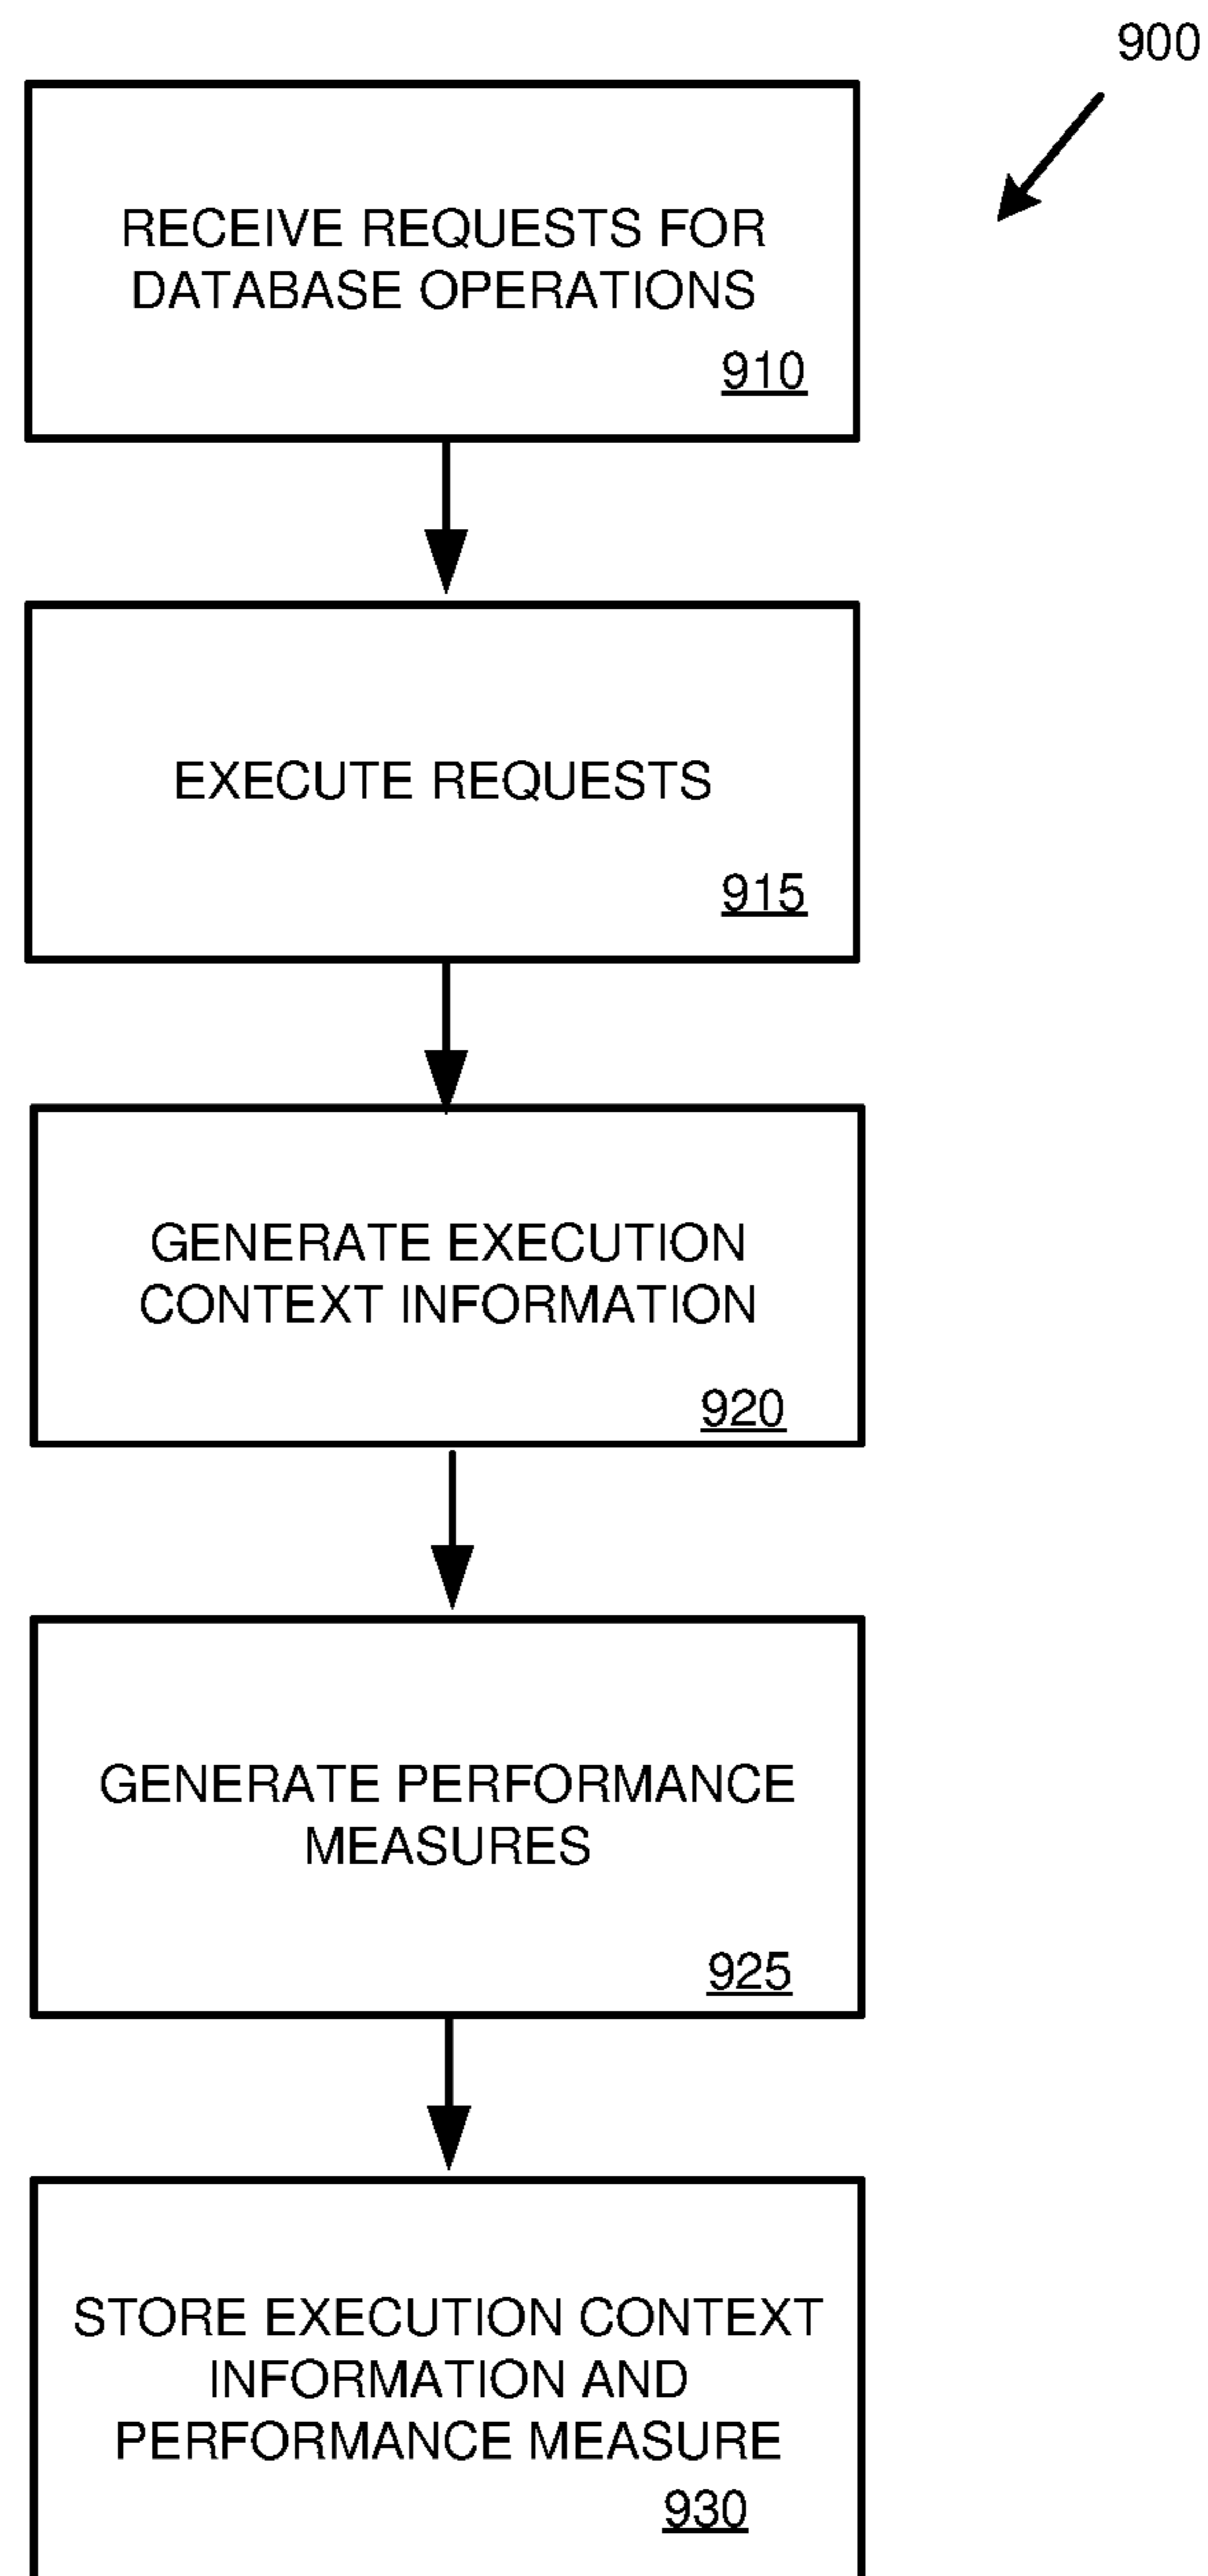 900
RECEIVE REQUESTS FOR
DATABASE OPERATIONS
910
EXECUTE REQUESTS
915
GENERATE EXECUTION
CONTEXT INFORMATION
920
GENERATE PERFORMANCE
MEASURES
925
STORE EXECUTION CONTEXT
INFORMATION AND
PERFORMANCE MEASURE
930